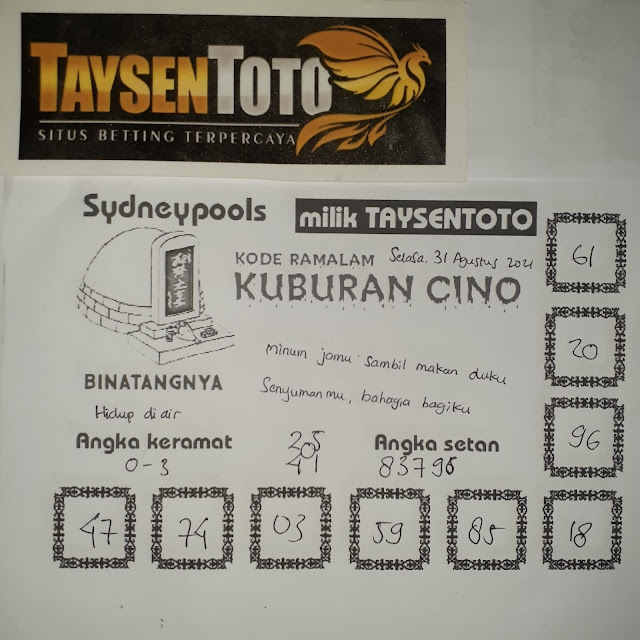 TAYSENTOTO
SITUS BETTING TERPERCAYA
Sydneypools milik TAYSENTOTO
KODE RAMALAM Selasa, 31 Agustus 2021
KUBURAN CINO
61
20
Minum jamu sambil makan duku
BINATANGNYA
Senyumanmu, bahagia bagiku
Hidup di air
96
Angka keramat 205 Angka setan
0-3 41 83795
47 74 03 59 85 18